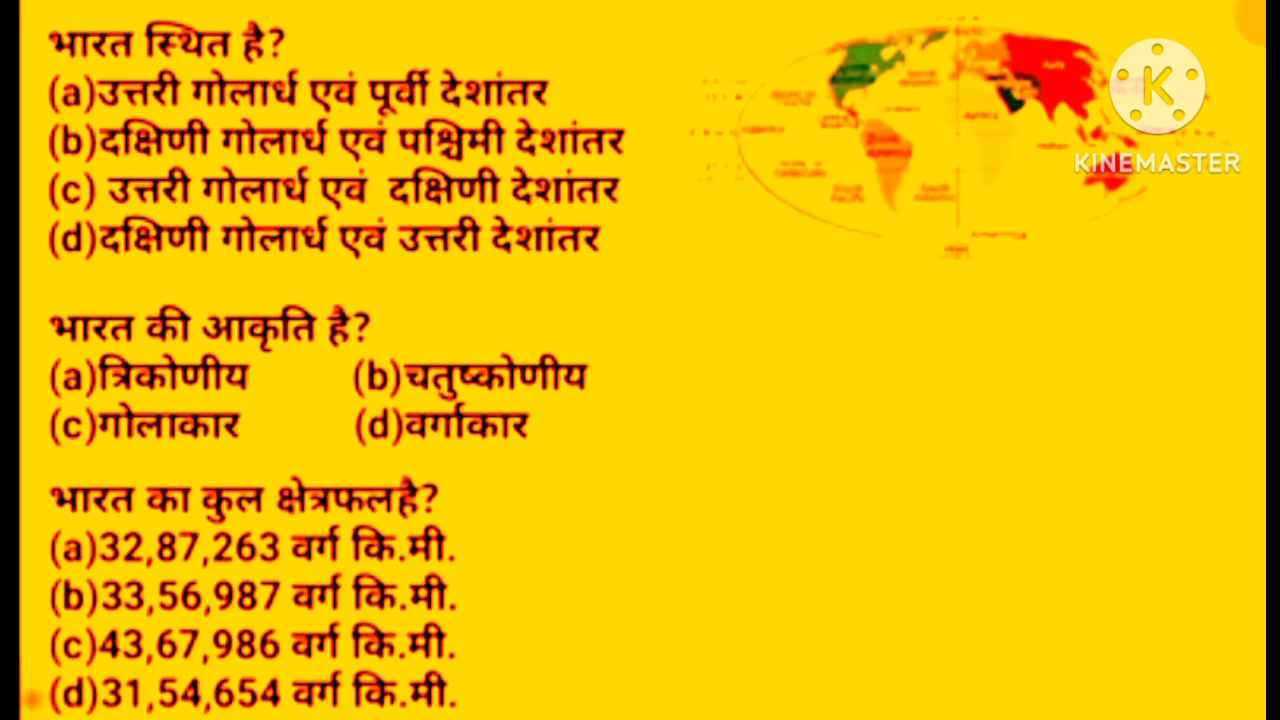 भारत स्थित है?
(a)उत्तरी गोलार्ध एवं पूर्वी देशांतर
(b)दक्षिणी गोलार्ध एवं पश्चिमी देशांतर
(c) उत्तरी गोलार्ध एवं दक्षिणी देशांतर
(d)दक्षिणी गोलार्ध एवं उत्तरी देशांतर
भारत की आकृति है?
(a)त्रिकोणीय (b)चतुष्कोणीय
(c)गोलाकार (d)वर्गाकार
भारत का कुल क्षेत्रफलहै?
(a)32,87,263 वर्ग कि.मी.
(b)33,56,987 वर्ग कि.मी.
(c)43,67,986 वर्ग कि.मी.
(d)31,54,654 वर्ग कि.मी.
K
KINEMASTER